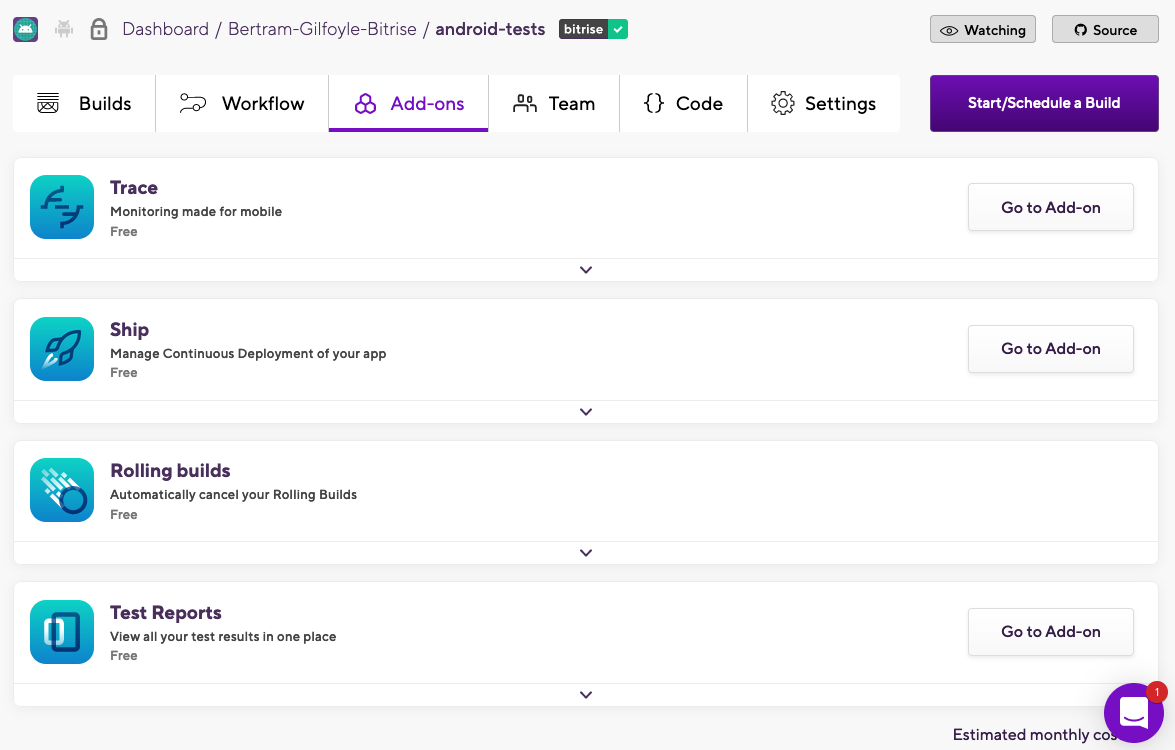 Dashboard / Bertram-Gilfoyle-Bitrise / android-tests bitrise Watching Source
Builds Workflow Add-ons Team Code Settings Start/Schedule a Build
Trace
Monitoring made for mobile
Free
Go to Add-on
Ship
Manage Continuous Deployment of your app
Free
Go to Add-on
Rolling builds
Automatically cancel your Rolling Builds
Free
Test Reports
View all your test results in one place
Free
Go to Add-on
1
Estimated monthly